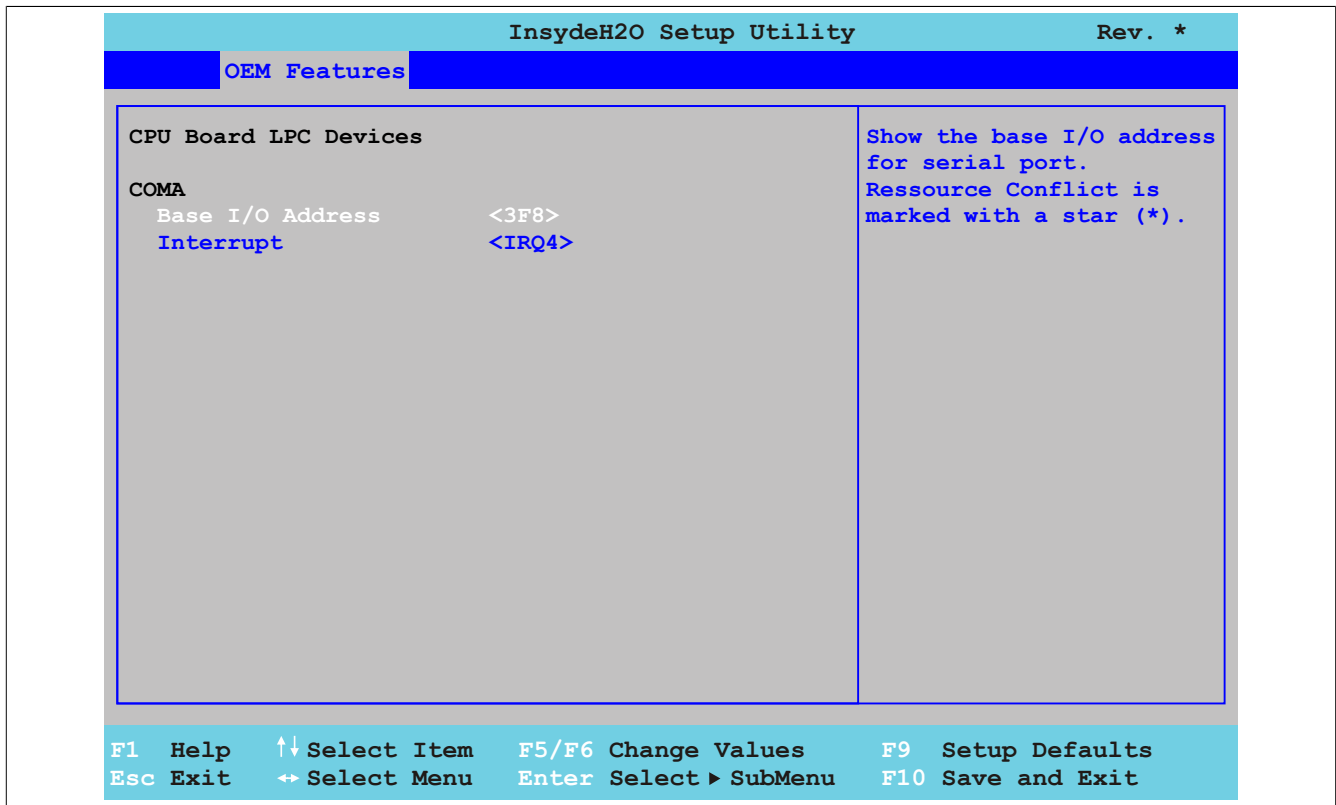 InsydeH2O Setup Utility Rev. *
OEM Features
CPU Board LPC Devices
COMA
Base I/O Address <3F8>
Interrupt <IRQ4>
Show the base I/O address
for serial port.
Ressource Conflict is
marked with a star (*).
F1 Help ↑↓ Select Item F5/F6 Change Values F9 Setup Defaults
Esc Exit ↔ Select Menu Enter Select ▶ SubMenu F10 Save and Exit